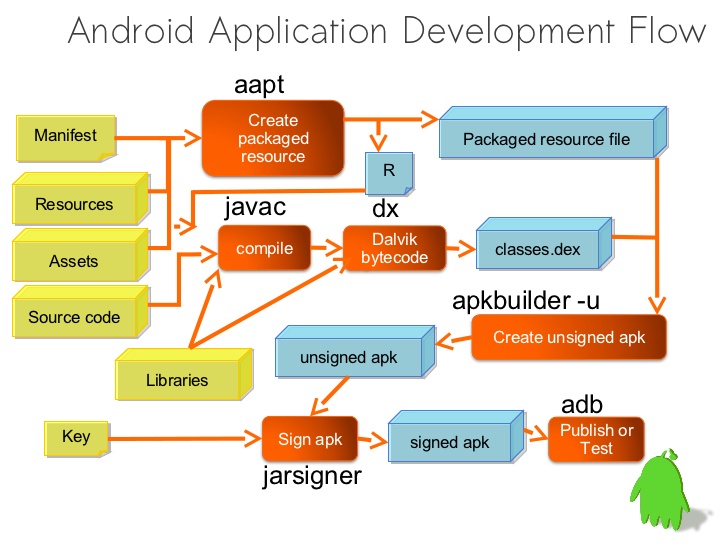 Android Application Development Flow
aapt
Manifest
Create
packaged
resource
Packaged resource file
R
Resources
javac
dx
Assets
compile
Dalvik
bytecode
classes.dex
Source code
apkbuilder -u
Create unsigned apk
unsigned apk
Libraries
adb
Key
Sign apk
signed apk
Publish or
Test
jarsigner